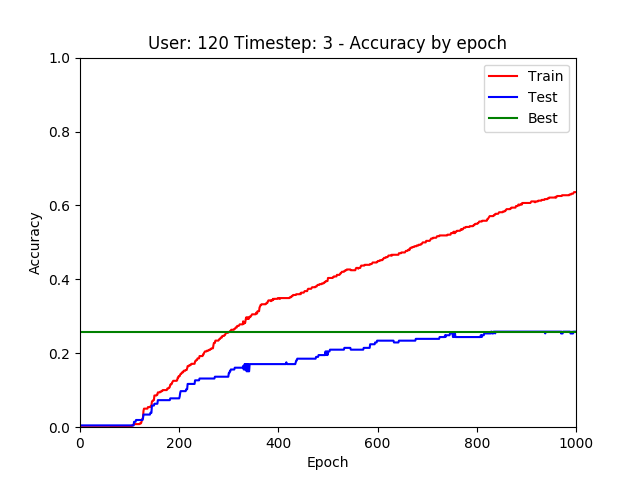 User: 120 Timestep: 3 - Accuracy by epoch
1.0
0.8
0.6
0.4
0.2
0.0
Accuracy
Train
Test
Best
0 200 400 600 800 1000
Epoch